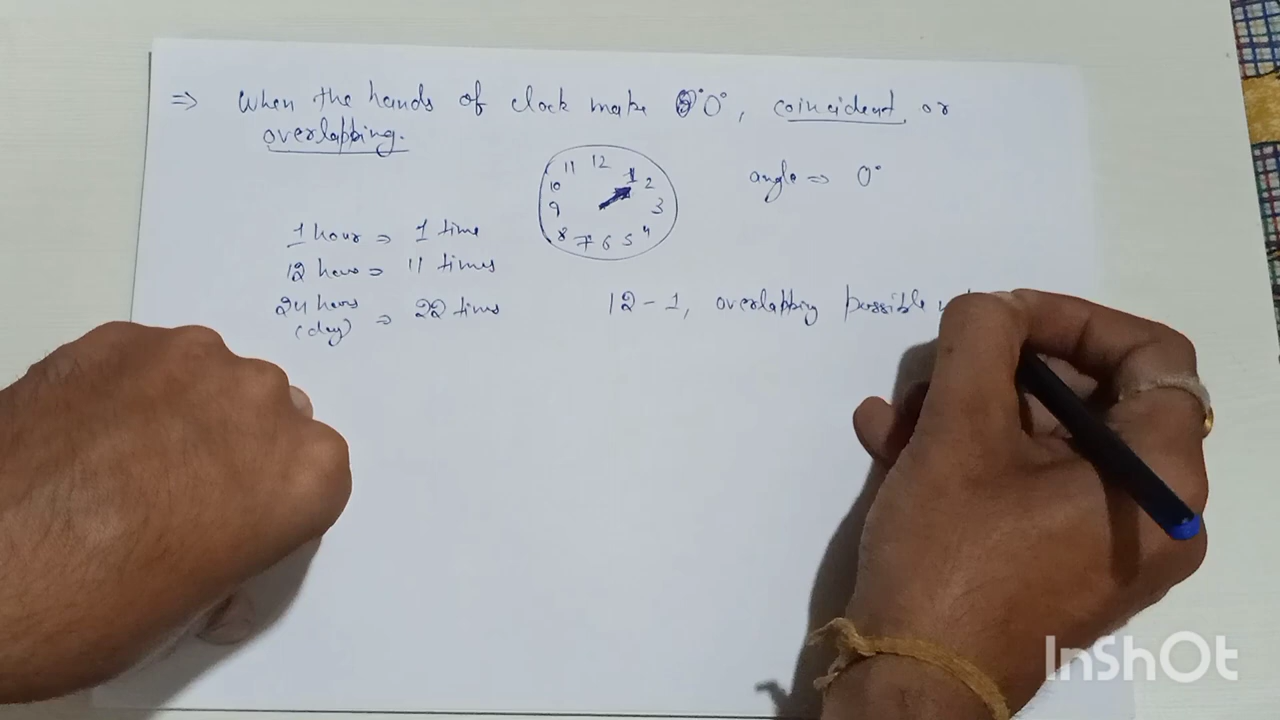 ⇒ When the hands of clock make 0°, coincident or
overlapping.
11 12 1
10 2
9 3
8 7 6 5 4
angle ⇒ 0°
1 hour ⇒ 1 time
12 hours ⇒ 11 times
24 hours ⇒ 22 times
(day)
12-1, overlapping possible
InShOt